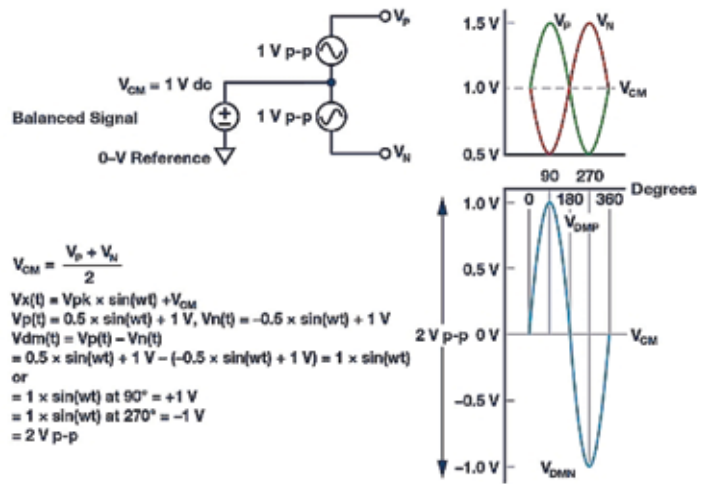 V_P
1 V p-p
V_CM = 1 V dc
Balanced Signal
1 V p-p
0–V Reference
V_N
1.5 V
V_P
V_N
1.0 V
V_CM
0.5 V
90 270
Degrees
0 180 360
1.0 V
V_DMP
0.5 V
2 V p-p
0 V
V_CM
–0.5 V
–1.0 V
V_DMN
V_CM = V_P + V_N / 2
Vx(t) = Vpk × sin(wt) +V_CM
Vp(t) = 0.5 × sin(wt) + 1 V, Vn(t) = –0.5 × sin(wt) + 1 V
Vdm(t) = Vp(t) – Vn(t)
= 0.5 × sin(wt) + 1 V – (–0.5 × sin(wt) + 1 V) = 1 × sin(wt)
or
= 1 × sin(wt) at 90° = +1 V
= 1 × sin(wt) at 270° = –1 V
= 2 V p-p